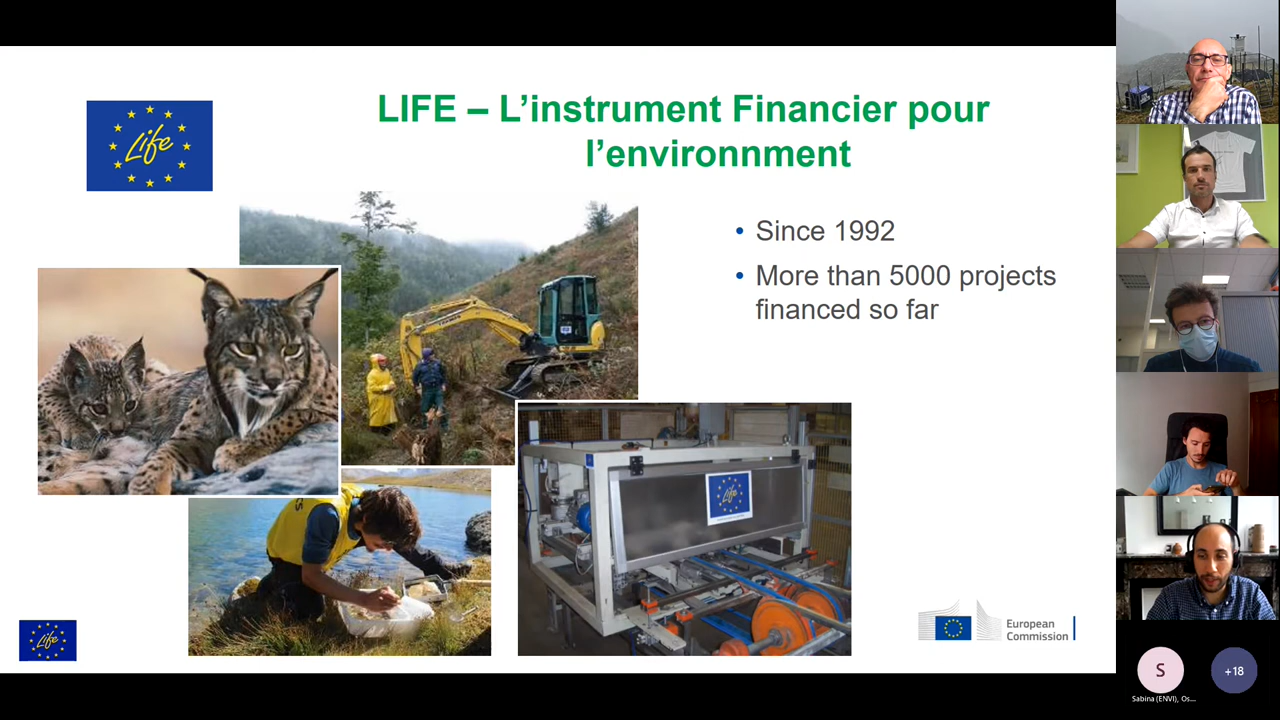 Life
LIFE – L’instrument Financier pour
l’environnment
• Since 1992
• More than 5000 projects
financed so far
Life
Life
European
Commission
S
+18
Sabina (ENVI), Os...